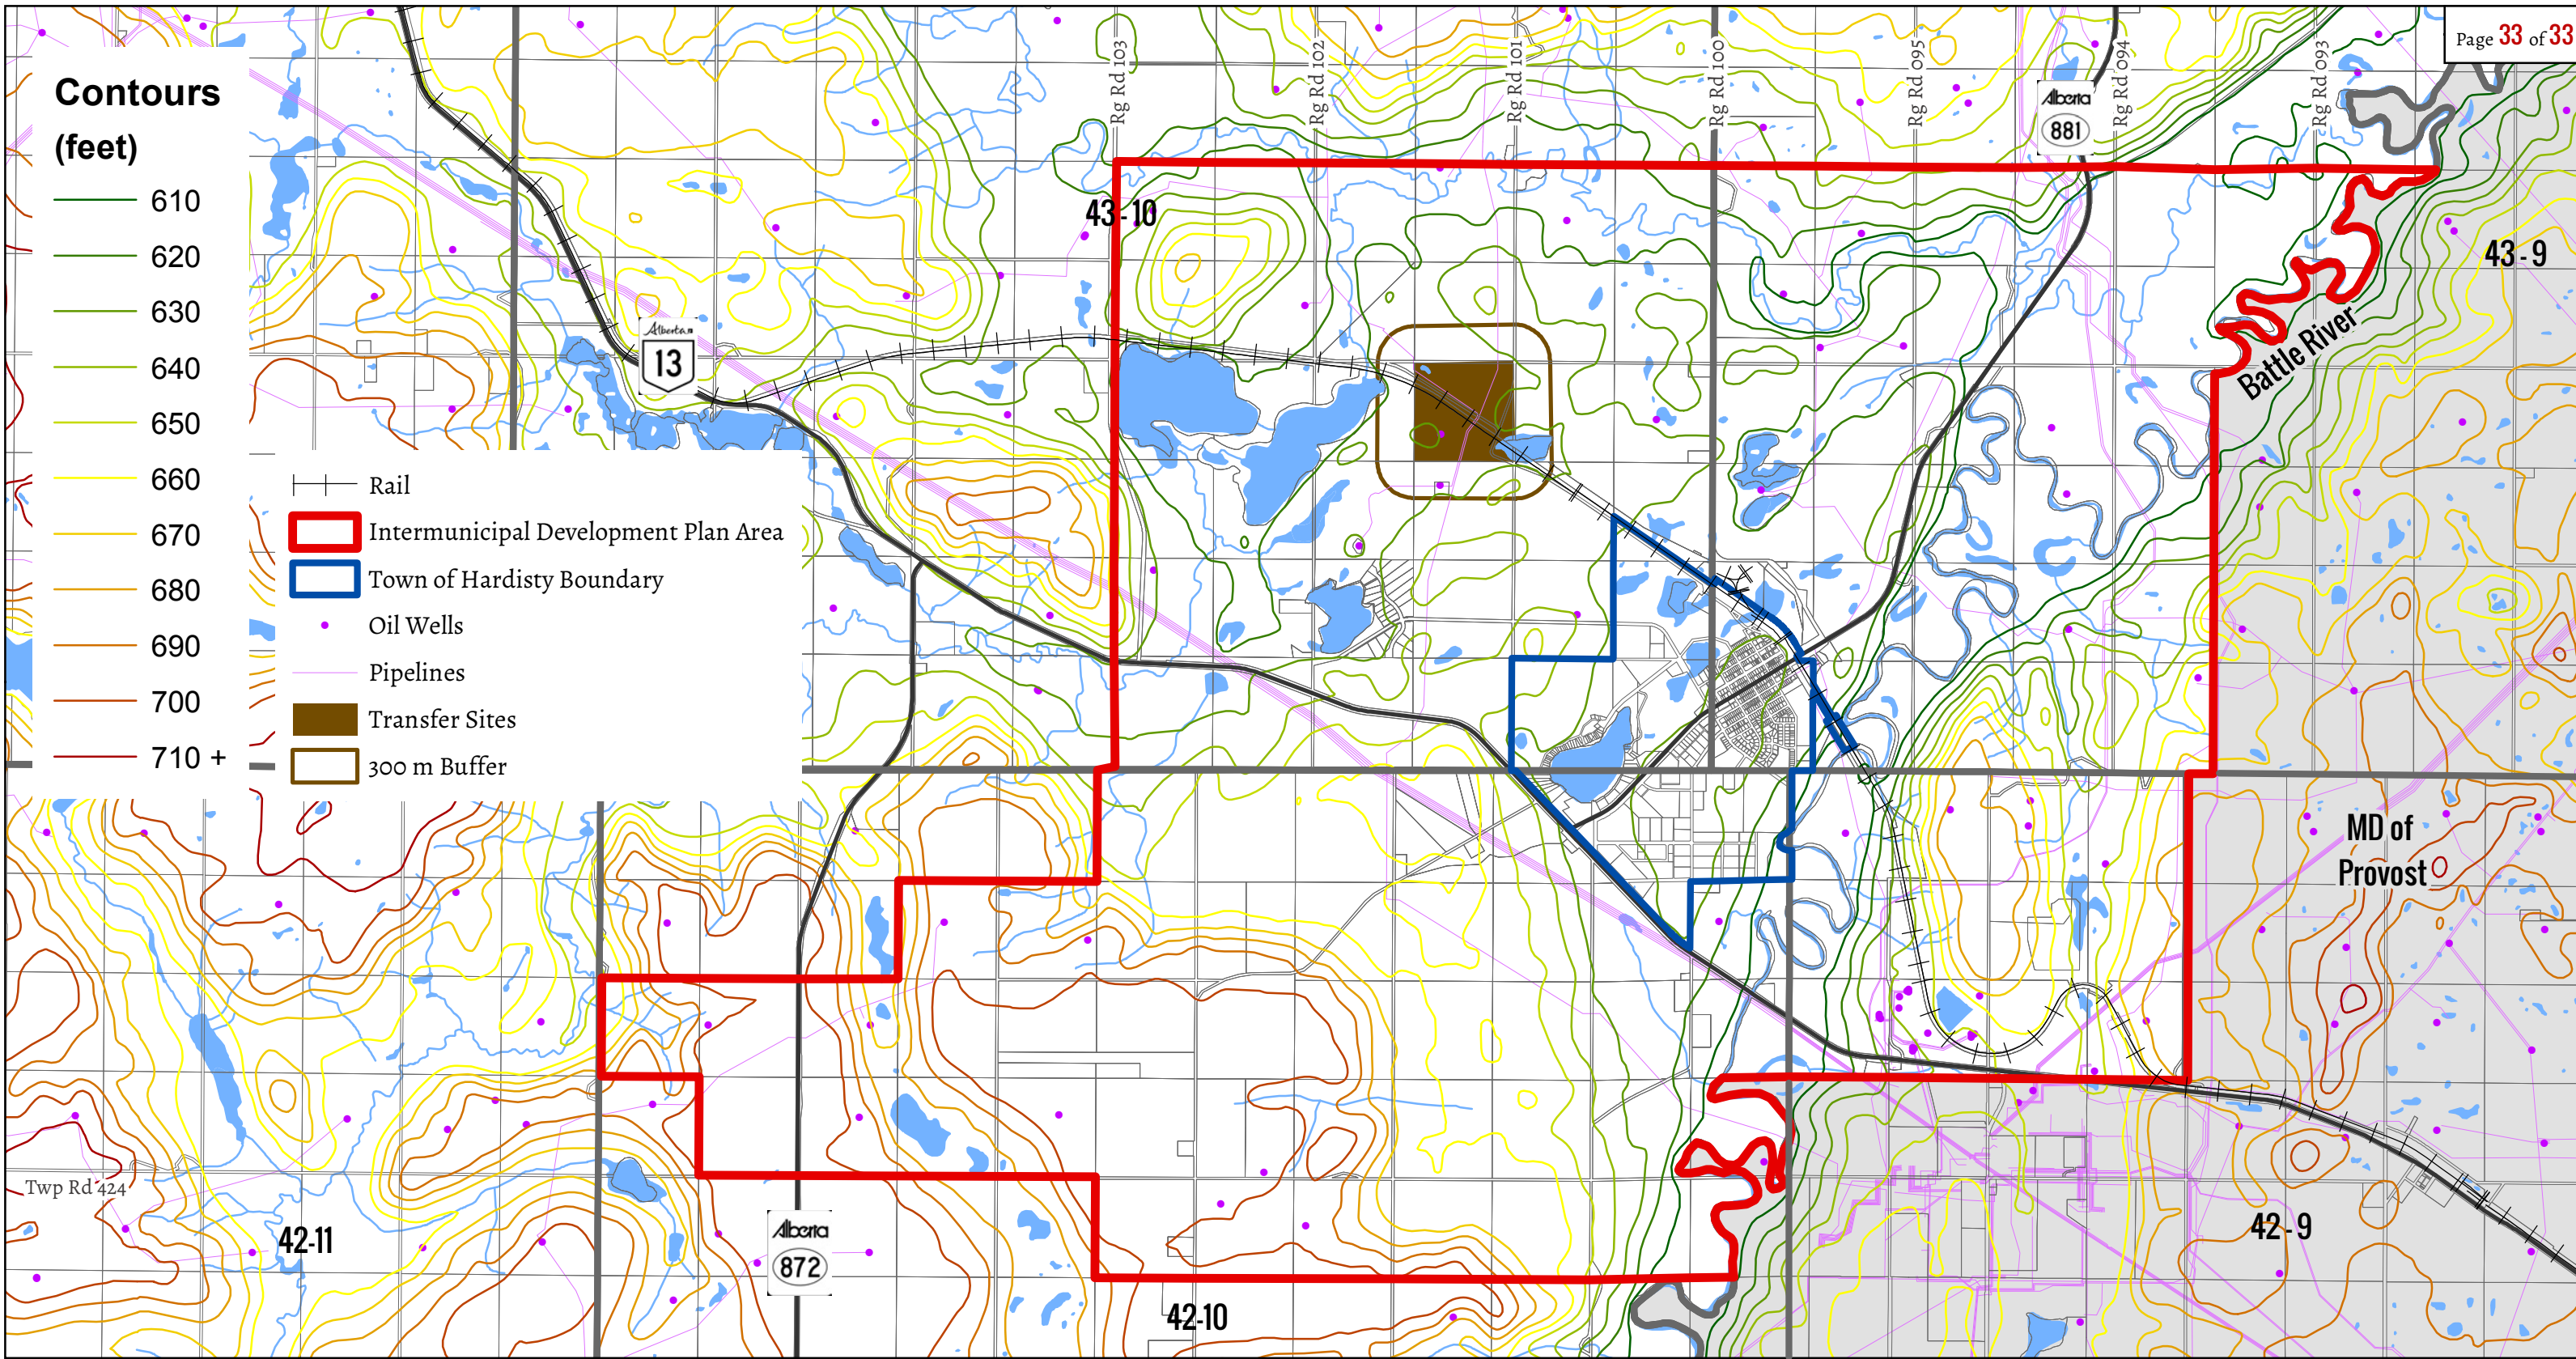 Page 33 of 33
Contours
(feet)
610
620
630
640
650
660
670
680
690
700
710 +
Rail
Intermunicipal Development Plan Area
Town of Hardisty Boundary
Oil Wells
Pipelines
Transfer Sites
300 m Buffer
Rg Rd 103
Rg Rd 102
Rg Rd 101
Rg Rd 100
Rg Rd 095
Rg Rd 094
Rg Rd 093
Alberta
881
43-10
43-9
Alberta
13
Battle River
MD of
Provost
Twp Rd 424
42-11
Alberta
872
42-10
42-9